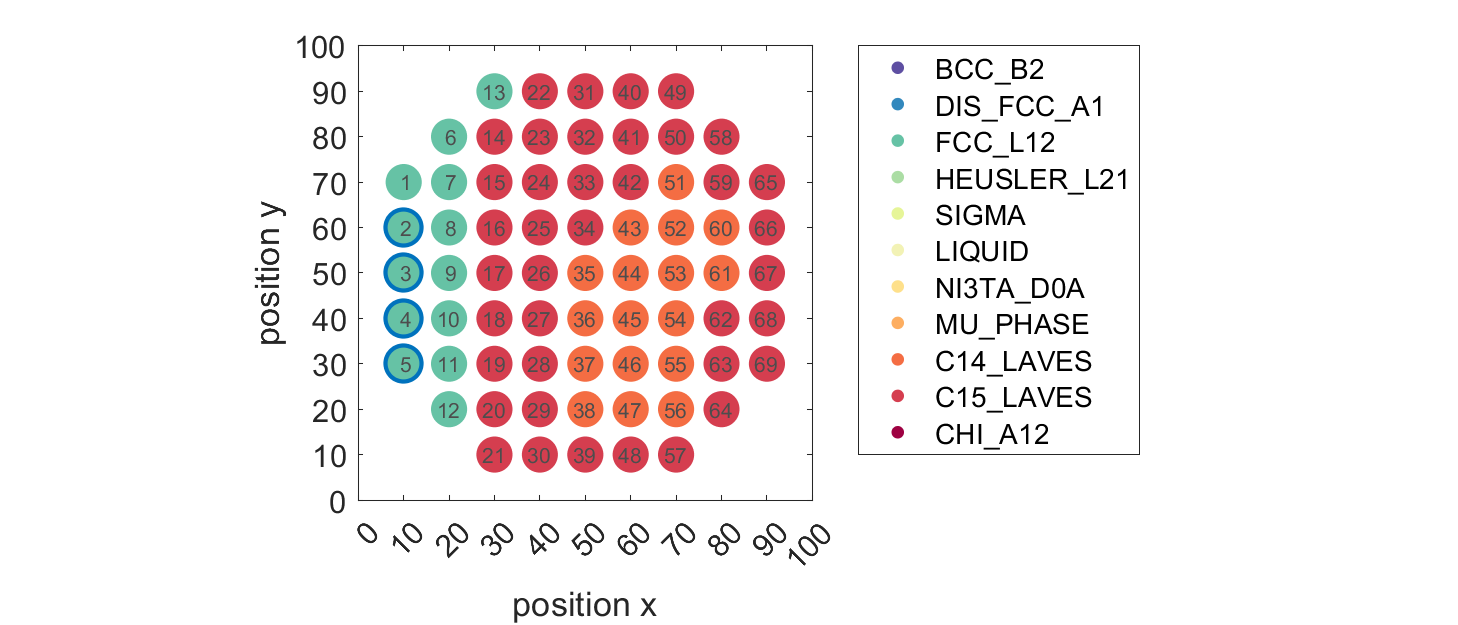 100
90
13 22 31 40 49
80
6 14 23 32 41 50 58
70
1 7 15 24 33 42 51 59 65
60
2 8 16 25 34 43 52 60 66
50
3 9 17 26 35 44 53 61 67
40
4 10 18 27 36 45 54 62 68
30
5 11 19 28 37 46 55 63 69
20
12 20 29 38 47 56 64
10
21 30 39 48 57
0
position y
0 10 20 30 40 50 60 70 80 90 100
position x
BCC_B2
DIS_FCC_A1
FCC_L12
HEUSLER_L21
SIGMA
LIQUID
NI3TA_D0A
MU_PHASE
C14_LAVES
C15_LAVES
CHI_A12